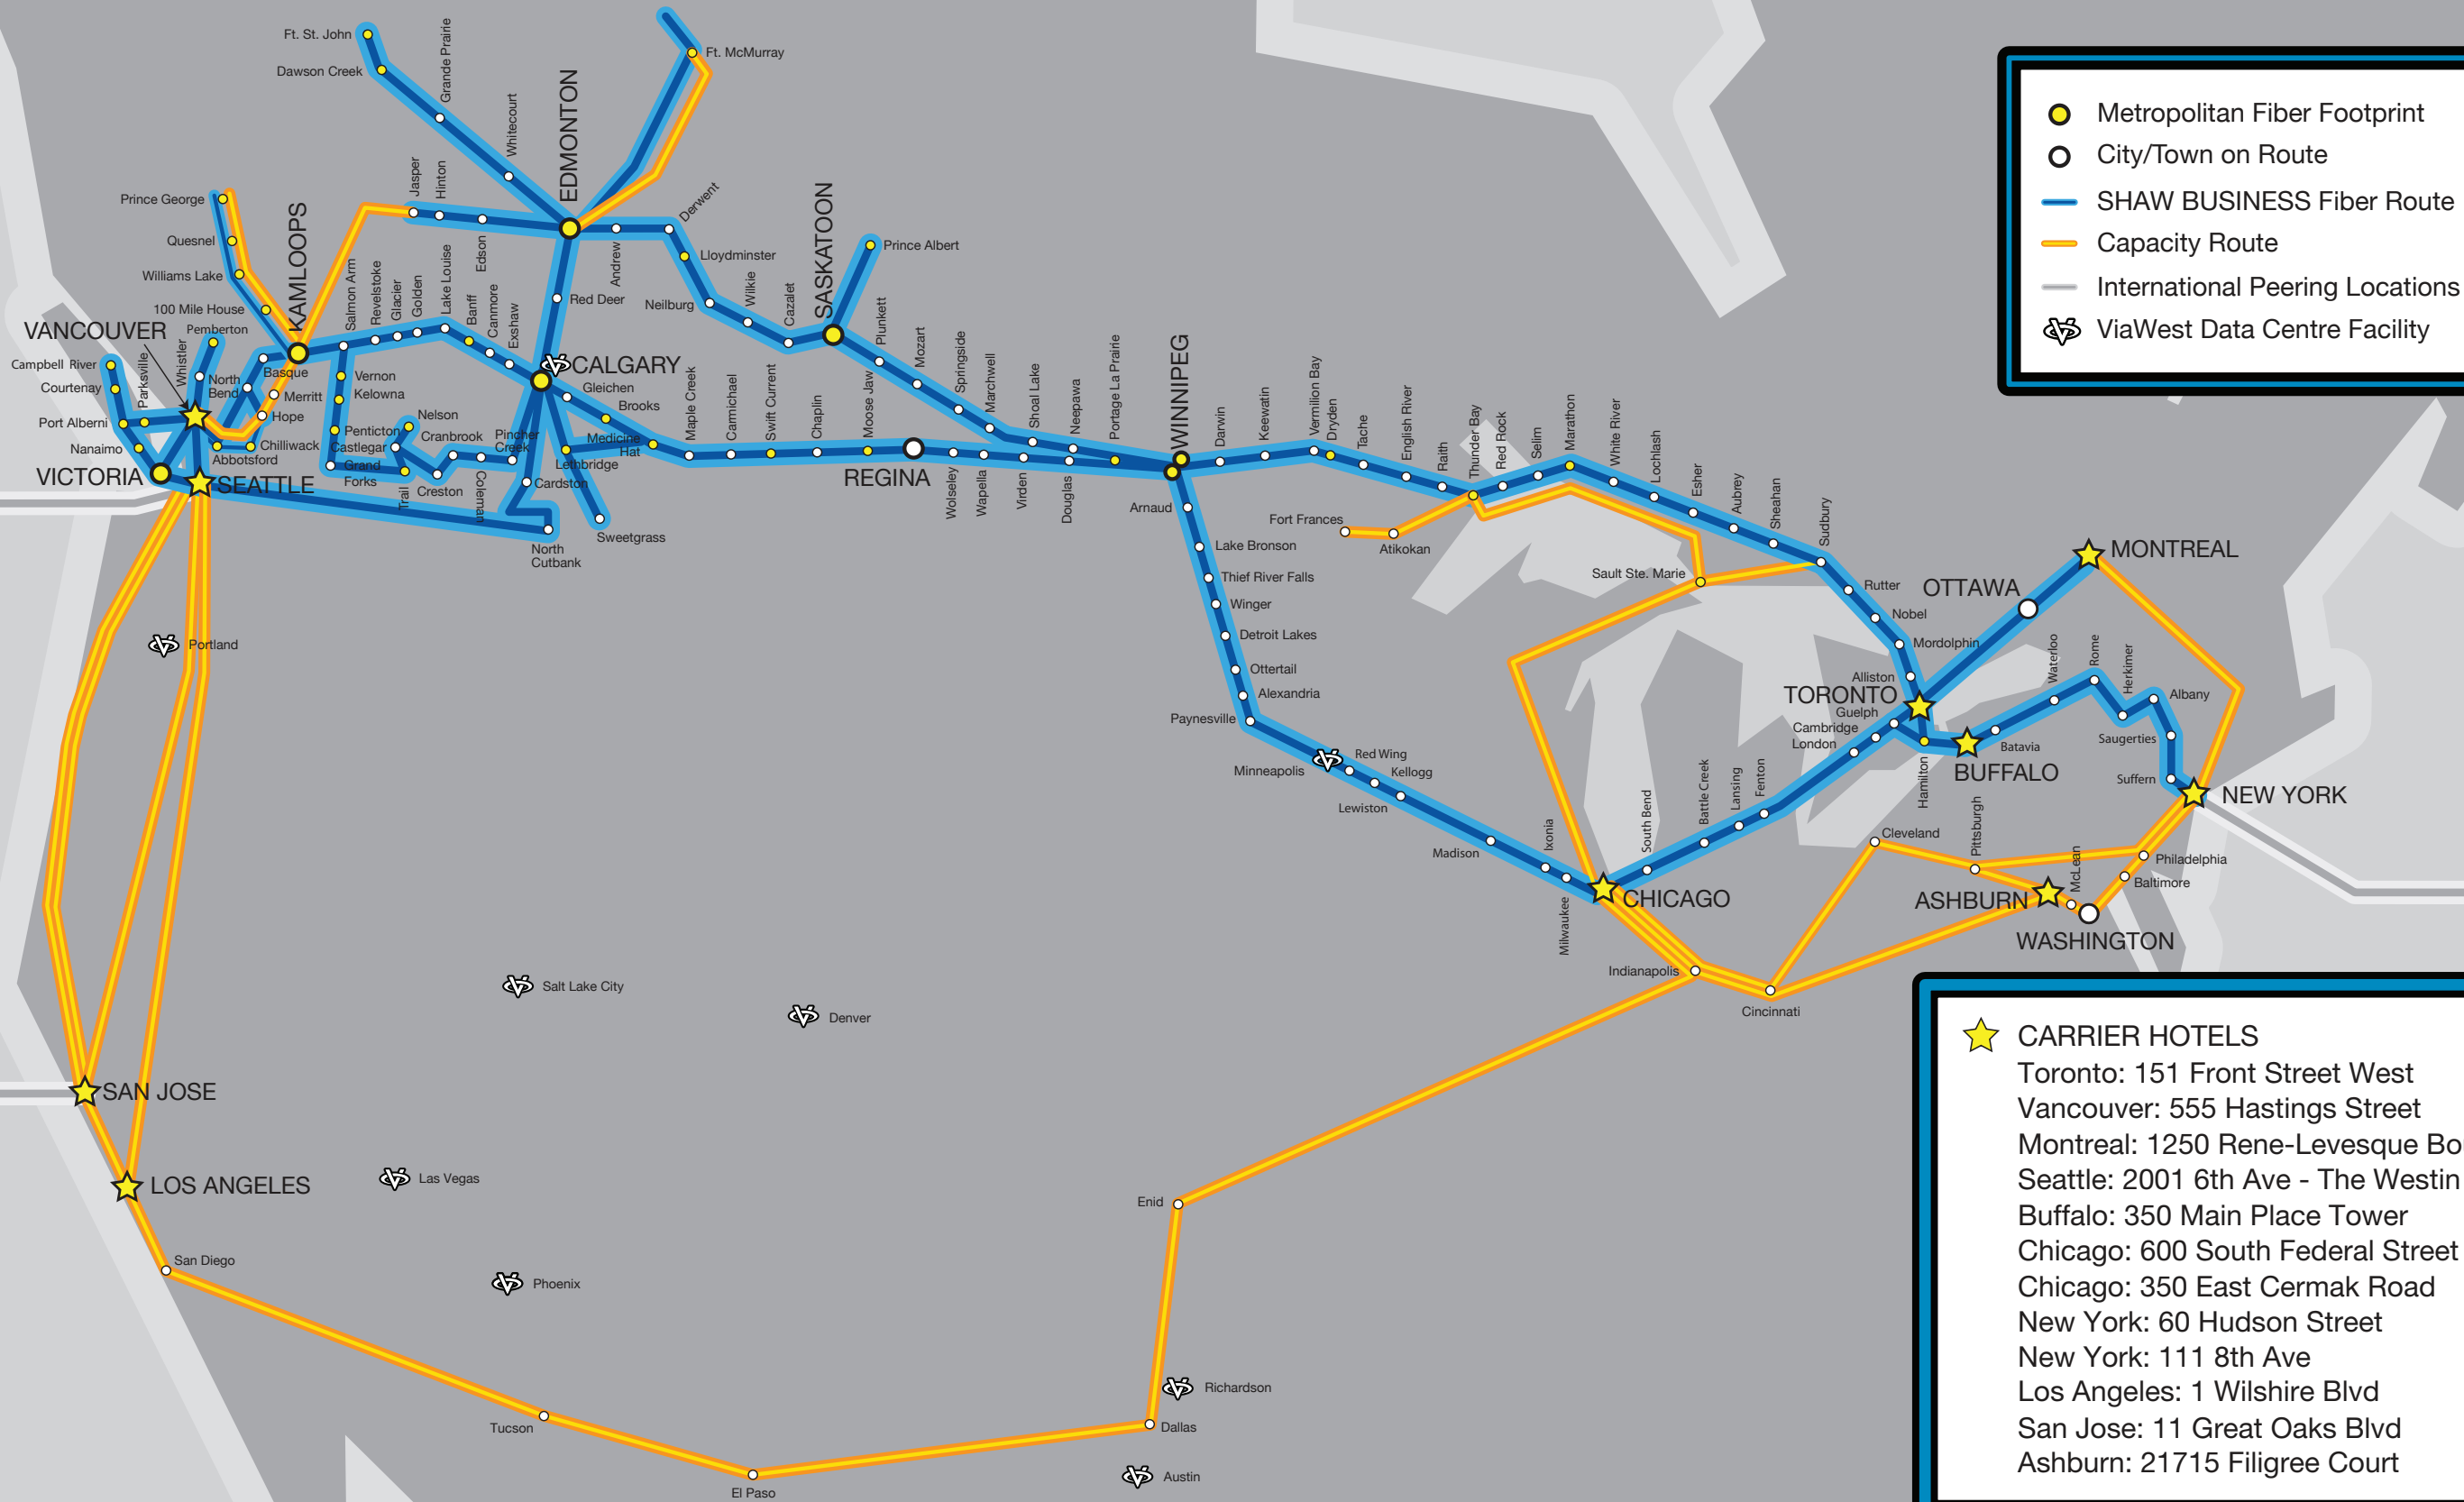 Ft. St. John
Dawson Creek
Grande Prairie
Whitecourt
EDMONTON
Ft. McMurray
Jasper
Hinton
Edson
Andrew
Derwent
Lloydminster
Neilburg
Wilkie
Cazalet
SASKATOON
Prince Albert
Prince George
Quesnel
Williams Lake
100 Mile House
KAMLOOPS
Pemberton
VANCOUVER
Whistler
Campbell River
Courtenay
Parksville
Port Alberni
Nanaimo
VICTORIA
SEATTLE
North
Bend
Basque
Merritt
Hope
Chilliwack
Abbotsford
Salmon Arm
Revelstoke
Glacier
Golden
Lake Louise
Banff
Canmore
Exshaw
Red Deer
CALGARY
Vernon
Kelowna
Penticton
Castlegar
Grand
Forks
Nelson
Cranbrook
Trail
Creston
Coleman
Pincher
Creek
Cardston
Lethbridge
North
Cutbank
Sweetgrass
Gleichen
Brooks
Medicine
Hat
Maple Creek
Carmichael
Swift Current
Chaplin
Moose Jaw
REGINA
Plunkett
Mozart
Springside
Marchwell
Shoal Lake
Neepawa
Portage La Prairie
Wolseley
Wapella
Virden
Douglas
WINNIPEG
Darwin
Keewatin
Vermilion Bay
Dryden
Tache
English River
Raith
Thunder Bay
Red Rock
Selim
Marathon
White River
Lochlash
Esher
Aubrey
Sheahan
Sudbury
Fort Frances
Atikokan
Sault Ste. Marie
Rutter
Nobel
Mordolphin
Alliston
TORONTO
OTTAWA
MONTREAL
Guelph
Cambridge
London
Hamilton
BUFFALO
Batavia
Waterloo
Rome
Herkimer
Albany
Saugerties
Suffern
NEW YORK
Arnaud
Lake Bronson
Thief River Falls
Winger
Detroit Lakes
Ottertail
Alexandria
Paynesville
Minneapolis
Red Wing
Kellogg
Lewiston
Madison
Ixonia
Milwaukee
CHICAGO
South Bend
Battle Creek
Lansing
Fenton
Cleveland
Pittsburgh
McLean
Philadelphia
Baltimore
ASHBURN
WASHINGTON
Indianapolis
Cincinnati
Portland
Salt Lake City
Denver
SAN JOSE
LOS ANGELES
Las Vegas
San Diego
Phoenix
Tucson
El Paso
Enid
Richardson
Dallas
Austin
Metropolitan Fiber Footprint
City/Town on Route
SHAW BUSINESS Fiber Route
Capacity Route
International Peering Locations
ViaWest Data Centre Facility
CARRIER HOTELS
Toronto: 151 Front Street West
Vancouver: 555 Hastings Street
Montreal: 1250 Rene-Levesque Bo
Seattle: 2001 6th Ave - The Westin
Buffalo: 350 Main Place Tower
Chicago: 600 South Federal Street
Chicago: 350 East Cermak Road
New York: 60 Hudson Street
New York: 111 8th Ave
Los Angeles: 1 Wilshire Blvd
San Jose: 11 Great Oaks Blvd
Ashburn: 21715 Filigree Court